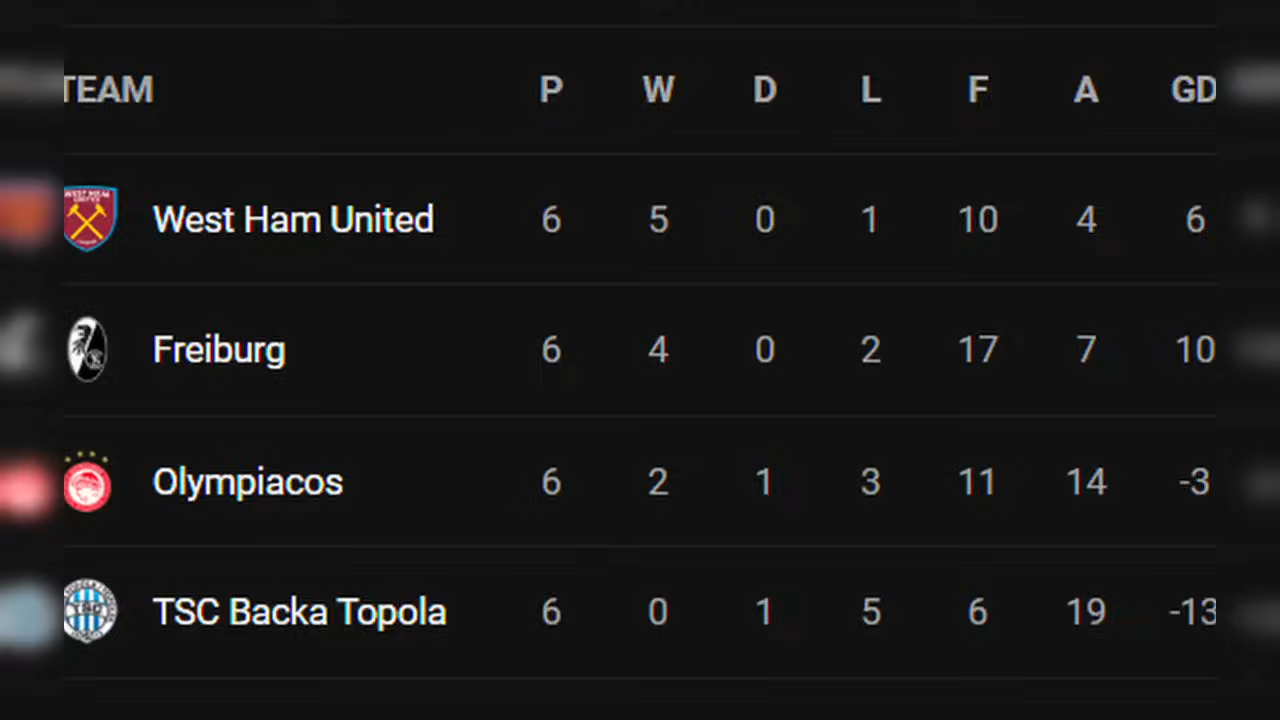 TEAM P W D L F A GD
West Ham United 6 5 0 1 10 4 6
Freiburg 6 4 0 2 17 7 10
Olympiacos 6 2 1 3 11 14 -3
TSC Backa Topola 6 0 1 5 6 19 -13